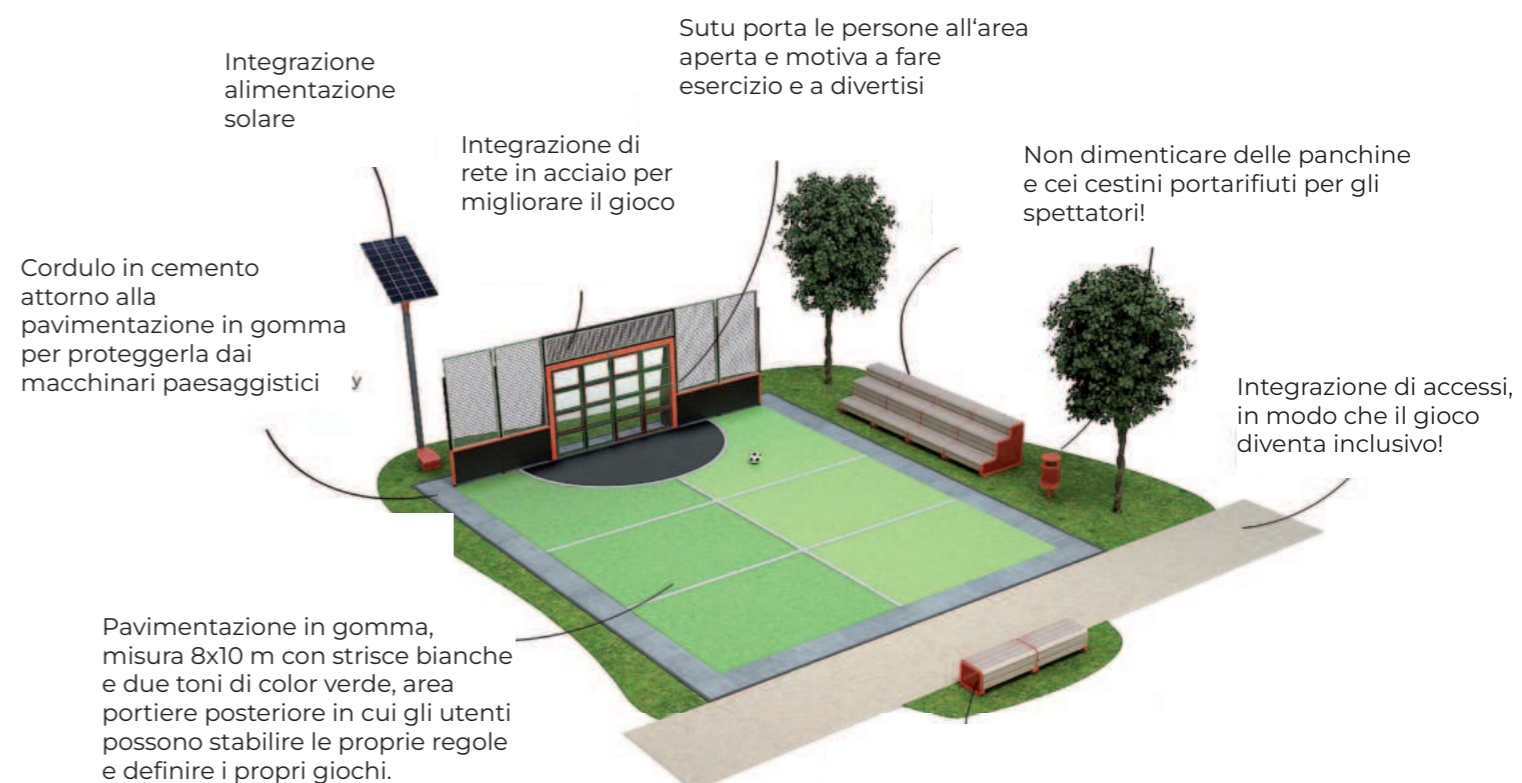 Sutu porta le persone all‘area
aperta e motiva a fare
esercizio e a divertisi
Integrazione
alimentazione
solare
Integrazione di
rete in acciaio per
migliorare il gioco
Non dimenticare delle panchine
e cei cestini portarifiuti per gli
spettatori!
Cordulo in cemento
attorno alla
pavimentazione in gomma
per proteggerla dai
macchinari paesaggistici
y
Integrazione di accessi,
in modo che il gioco
diventa inclusivo!
Pavimentazione in gomma,
misura 8x10 m con strisce bianche
e due toni di color verde, area
portiere posteriore in cui gli utenti
possono stabilire le proprie regole
e definire i propri giochi.